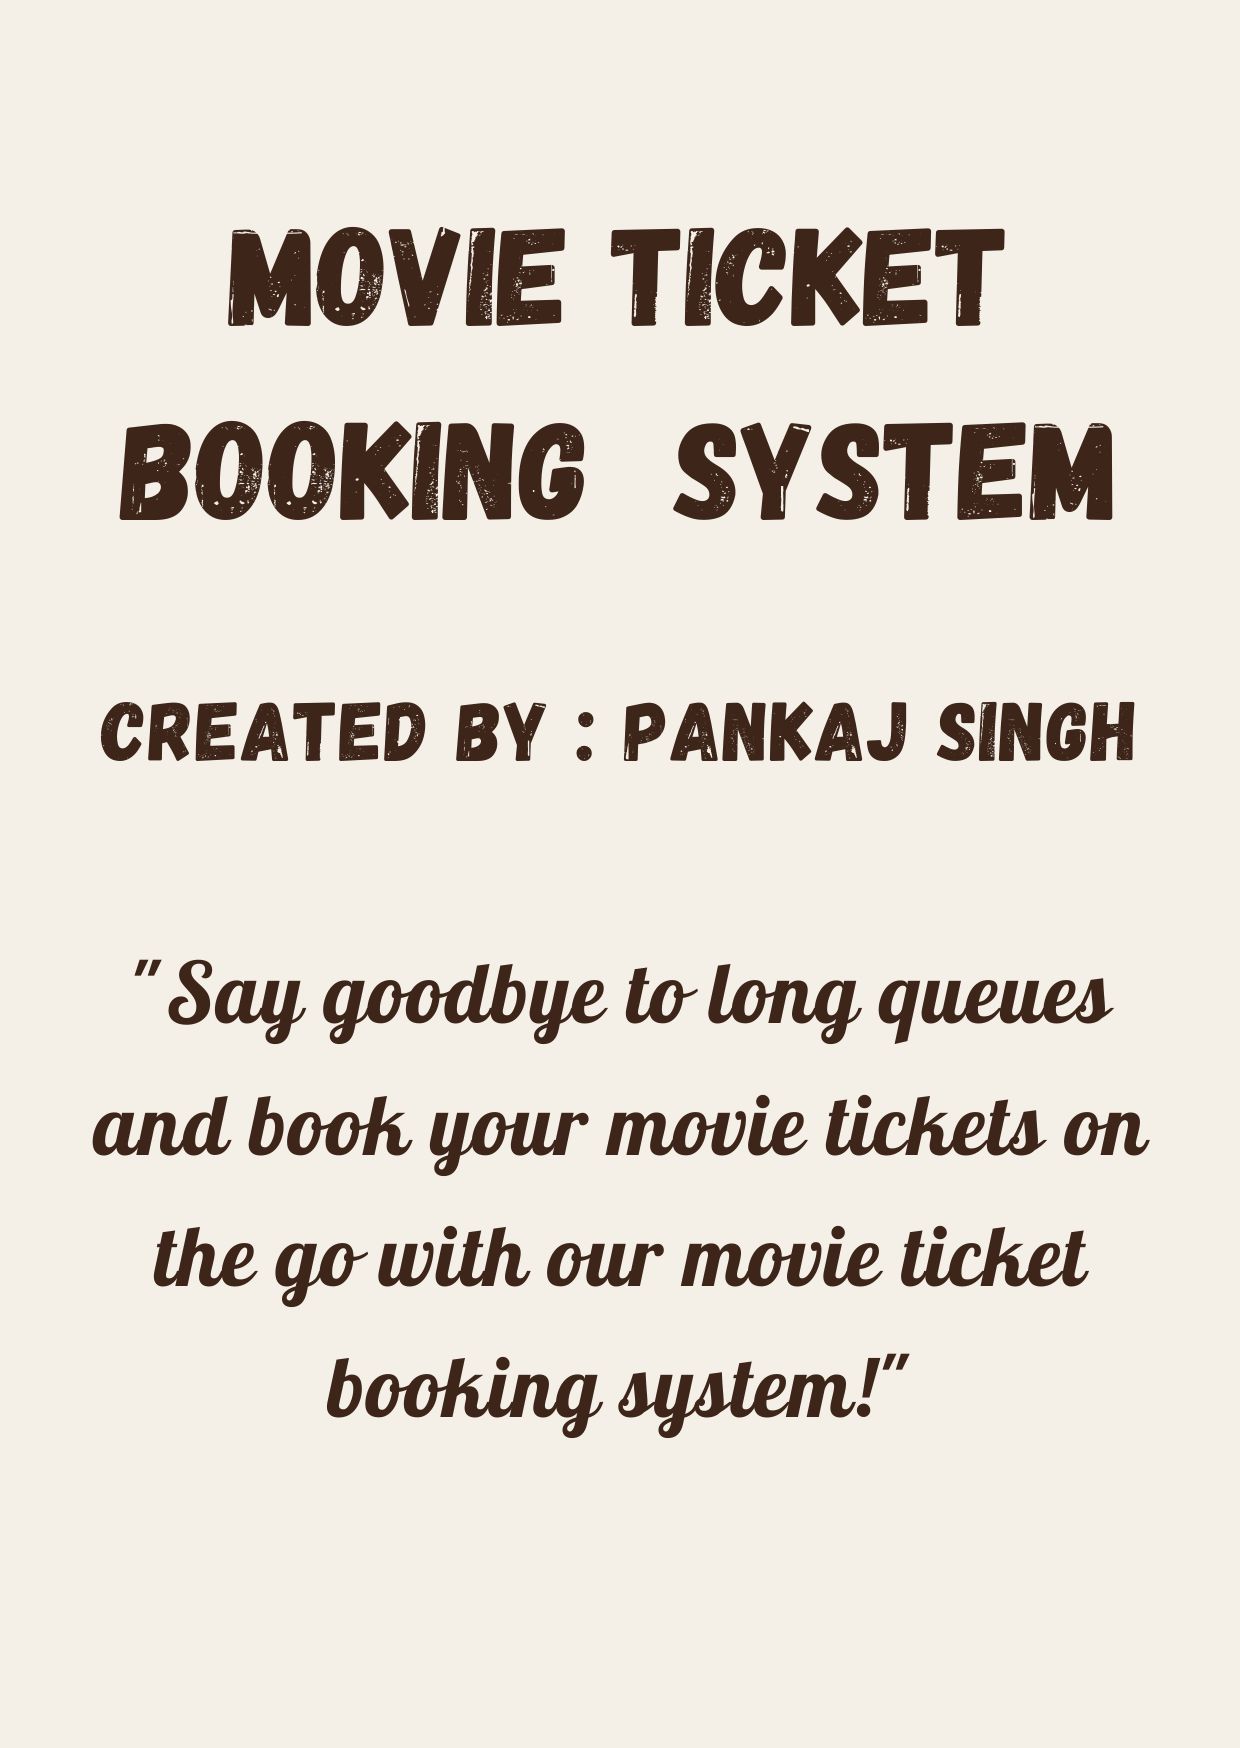 MOVIE TICKET
BOOKING SYSTEM
CREATED BY : PANKAJ SINGH
"Say goodbye to long queues
and book your movie tickets on
the go with our movie ticket
booking system!"